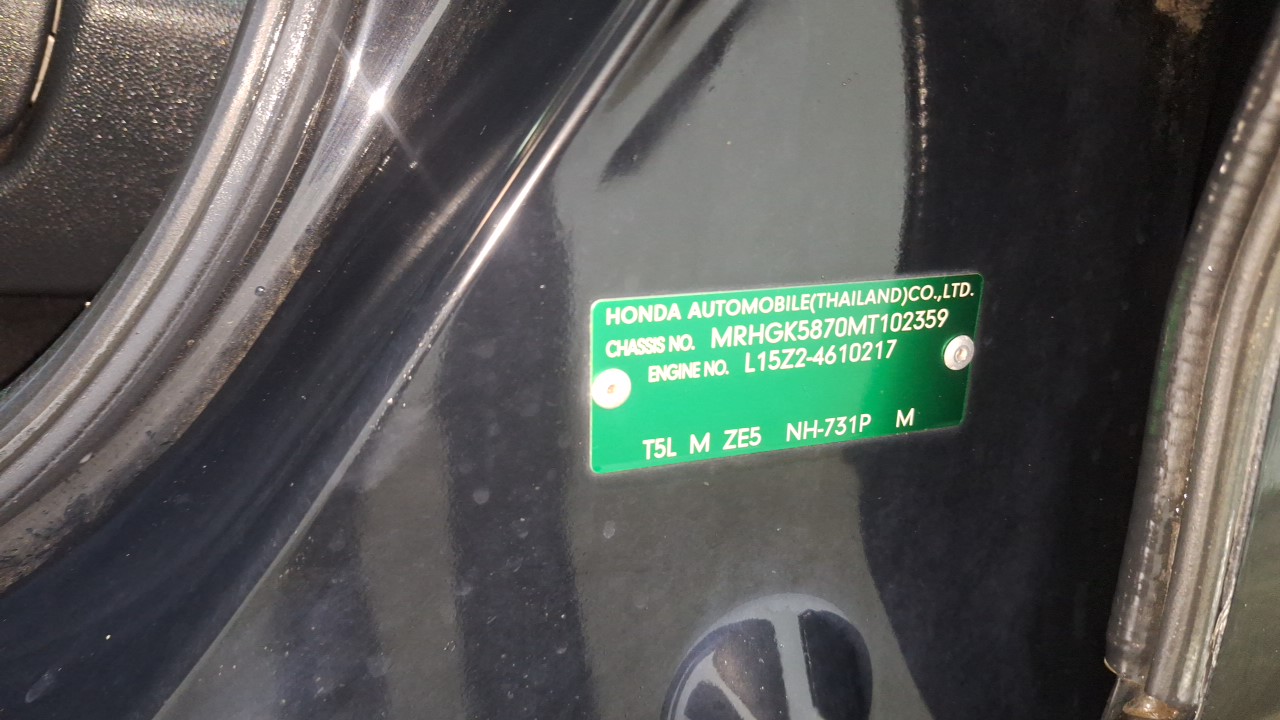 HONDA AUTOMOBILE(THAILAND)CO.,LTD.
CHASSIS NO. MRHGK5870MT102359
ENGINE NO. L15Z2-4610217
T5L M ZE5 NH-731P M